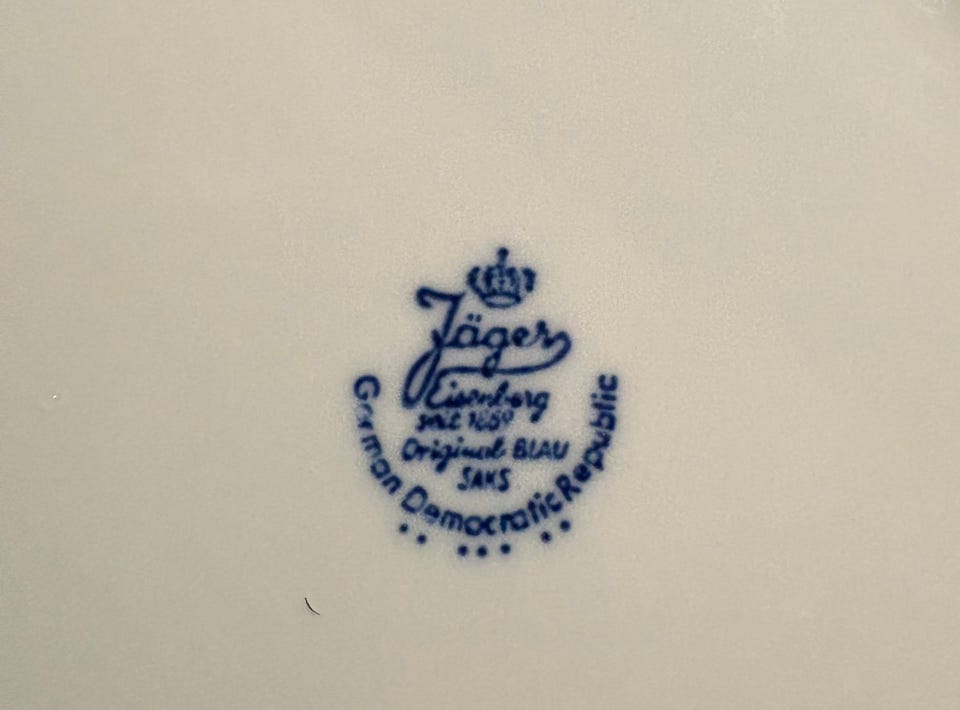 Jäger
Eisenberg
seit 1869
Original BLAU
SAKS
German Democratic Republic